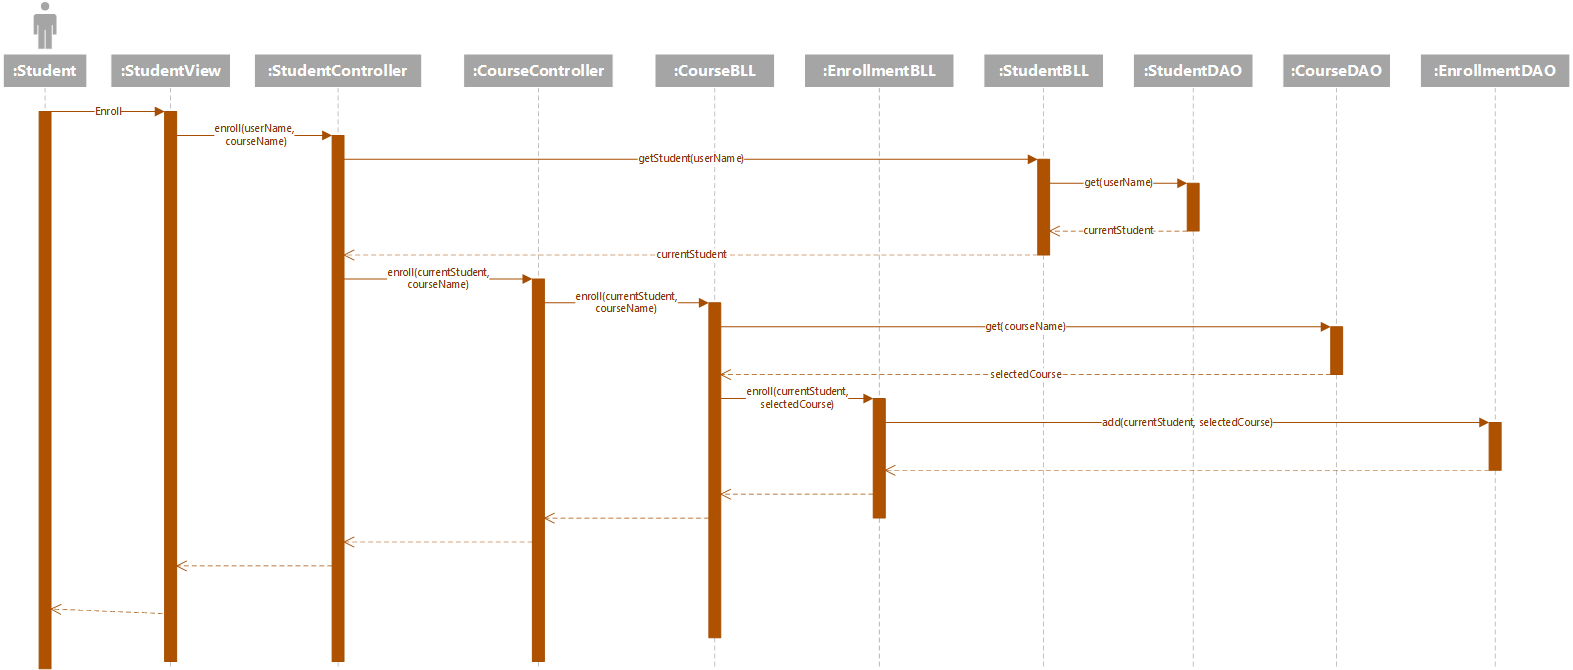 :Student
:StudentView
:StudentController
:CourseController
:CourseBLL
:EnrollmentBLL
:StudentBLL
:StudentDAO
:CourseDAO
:EnrollmentDAO
Enroll
enroll(userName,
courseName)
getStudent(userName)
get(userName)
currentStudent
currentStudent
enroll(currentStudent,
courseName)
enroll(currentStudent,
courseName)
get(courseName)
selectedCourse
enroll(currentStudent,
selectedCourse)
add(currentStudent, selectedCourse)